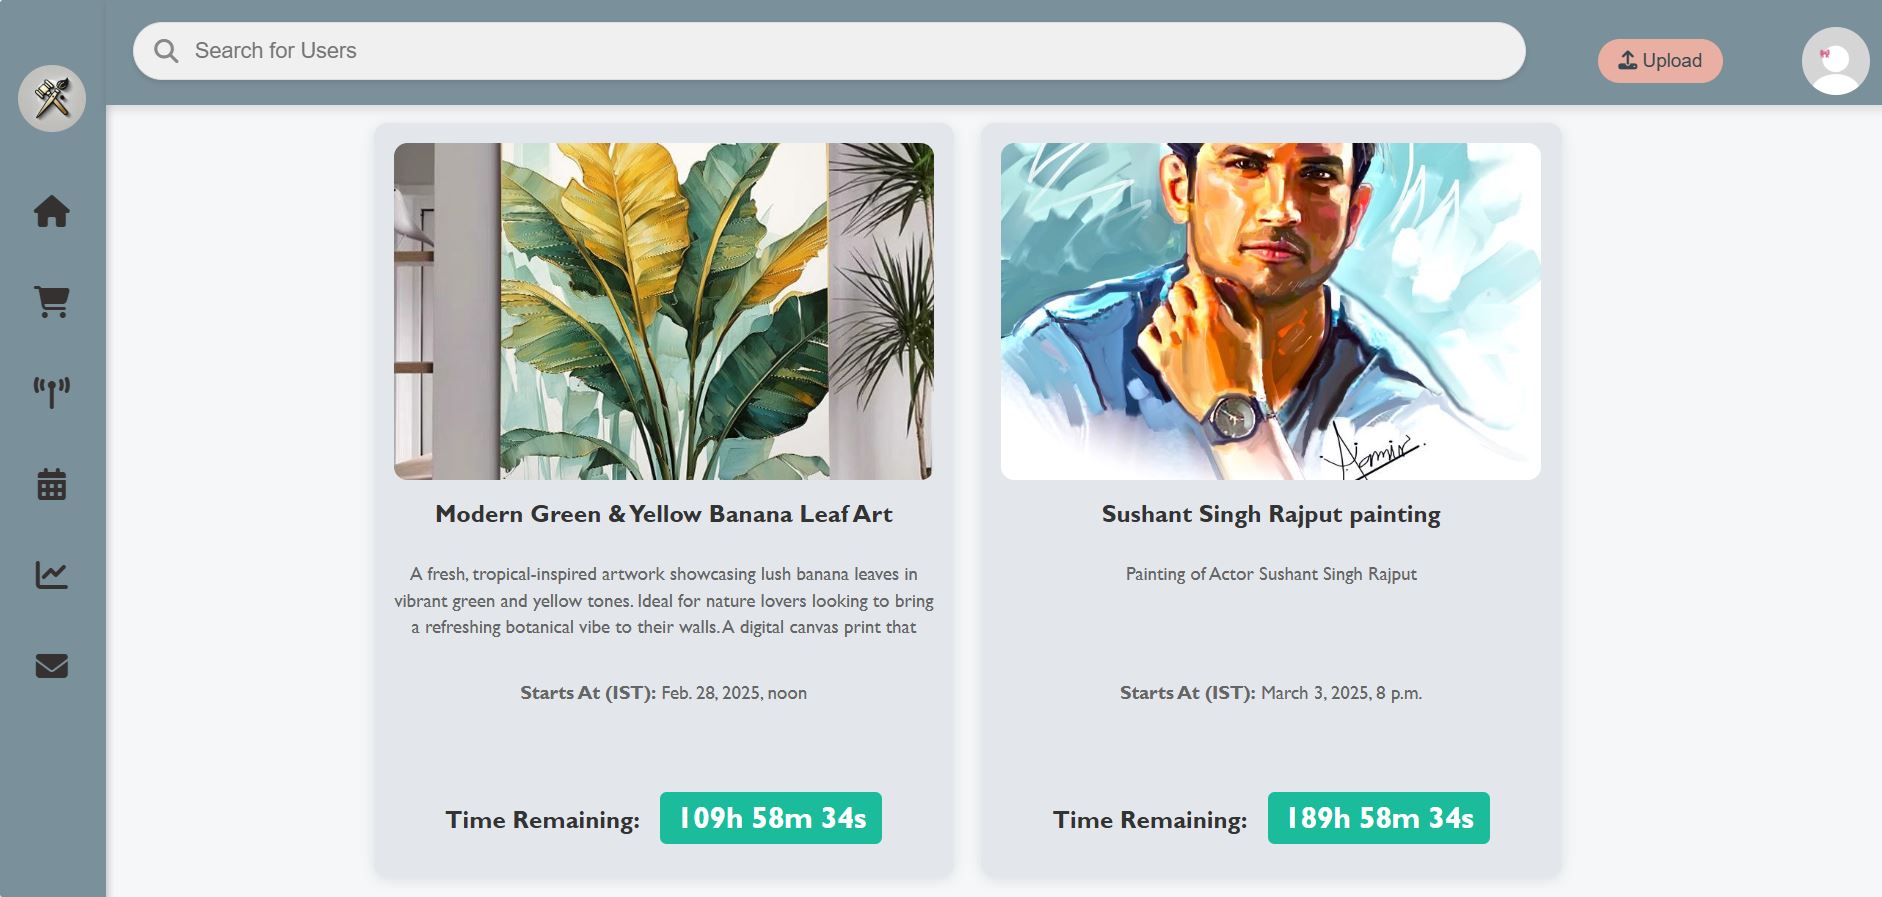 Search for Users
Upload
Modern Green & Yellow Banana Leaf Art
A fresh, tropical-inspired artwork showcasing lush banana leaves in
vibrant green and yellow tones. Ideal for nature lovers looking to bring
a refreshing botanical vibe to their walls. A digital canvas print that
Starts At (IST): Feb. 28, 2025, noon
Time Remaining: 109h 58m 34s
Sushant Singh Rajput painting
Painting of Actor Sushant Singh Rajput
Starts At (IST): March 3, 2025, 8 p.m.
Time Remaining: 189h 58m 34s